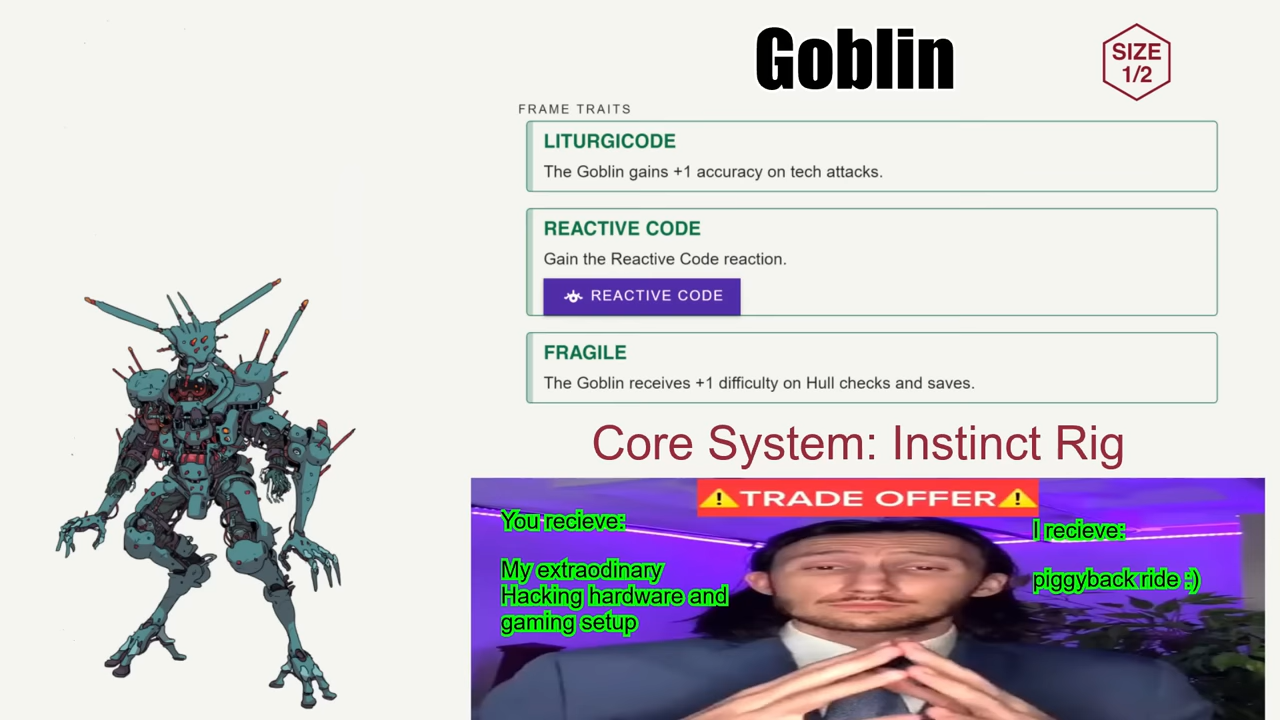 Goblin
SIZE
1/2
FRAME TRAITS
LITURGICODE
The Goblin gains +1 accuracy on tech attacks.
REACTIVE CODE
Gain the Reactive Code reaction.
REACTIVE CODE
FRAGILE
The Goblin receives +1 difficulty on Hull checks and saves.
Core System: Instinct Rig
⚠TRADE OFFER⚠
You recieve:
My extraodinary
Hacking hardware and
gaming setup
I recieve:
piggyback ride :)